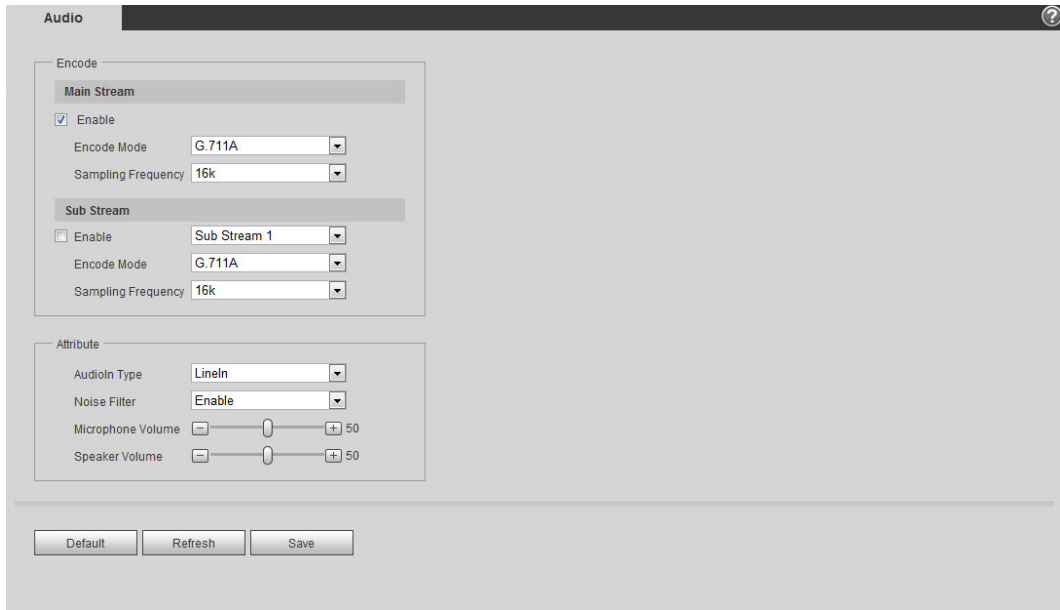 Audio
Encode
Main Stream
Enable
Encode Mode G.711A
Sampling Frequency 16k
Sub Stream
Enable Sub Stream 1
Encode Mode G.711A
Sampling Frequency 16k
Attribute
AudioIn Type LineIn
Noise Filter Enable
Microphone Volume 50
Speaker Volume 50
Default Refresh Save